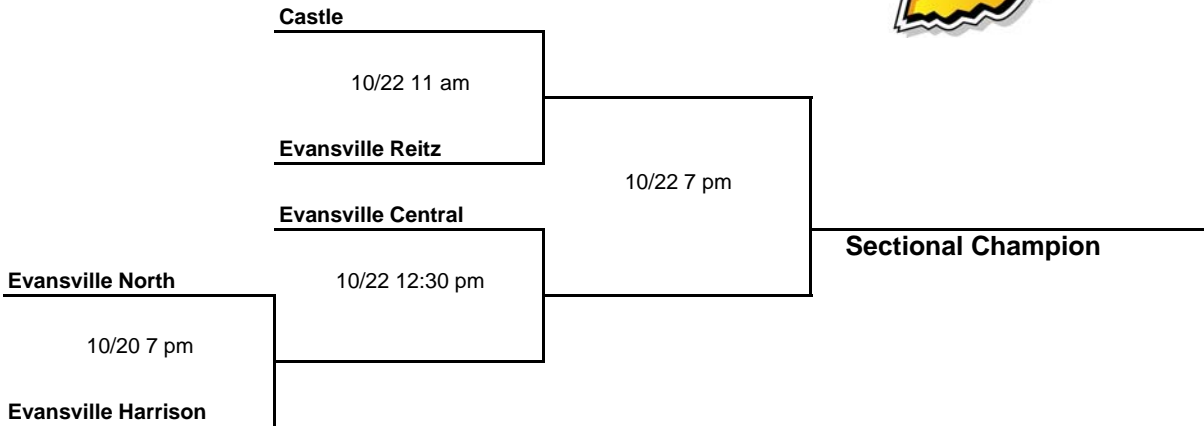 Castle
10/22 11 am
Evansville Reitz
10/22 7 pm
Evansville Central
Sectional Champion
Evansville North
10/22 12:30 pm
10/20 7 pm
Evansville Harrison